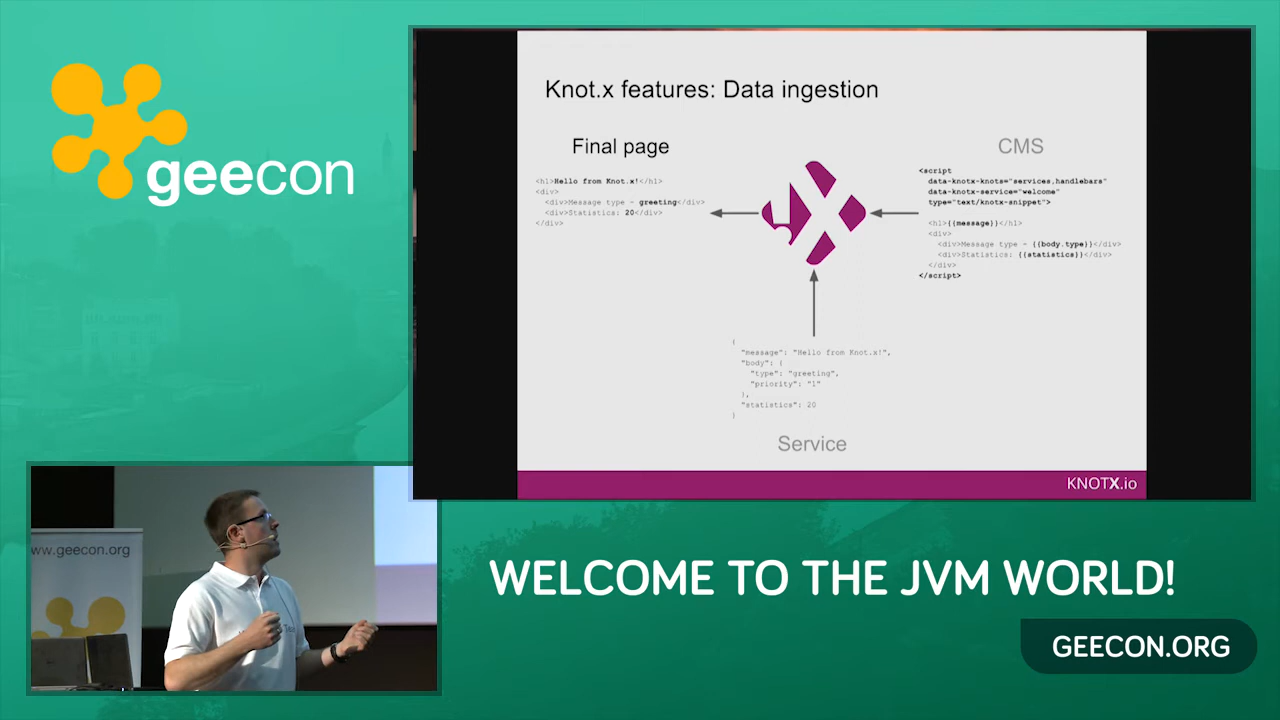 geecon
Knot.x features: Data ingestion
Final page
<h1>Hello from Knot.x!</h1>
<div>
<div>Message type - greeting</div>
<div>Statistics: 20</div>
</div>
CMS
<script
data-knotx-knots="services,handlebars"
data-knotx-service="welcome"
type="text/knotx-snippet">
<h1>{{message}}</h1>
<div>
<div>Message type - {{body.type}}</div>
<div>Statistics: {{statistics}}</div>
</div>
</script>
{
"message": "Hello from Knot.x!",
"body": {
"type": "greeting",
"priority": "1"
},
"statistics": 20
}
Service
KNOTX.io
www.geecon.org
WELCOME TO THE JVM WORLD!
GEECON.ORG